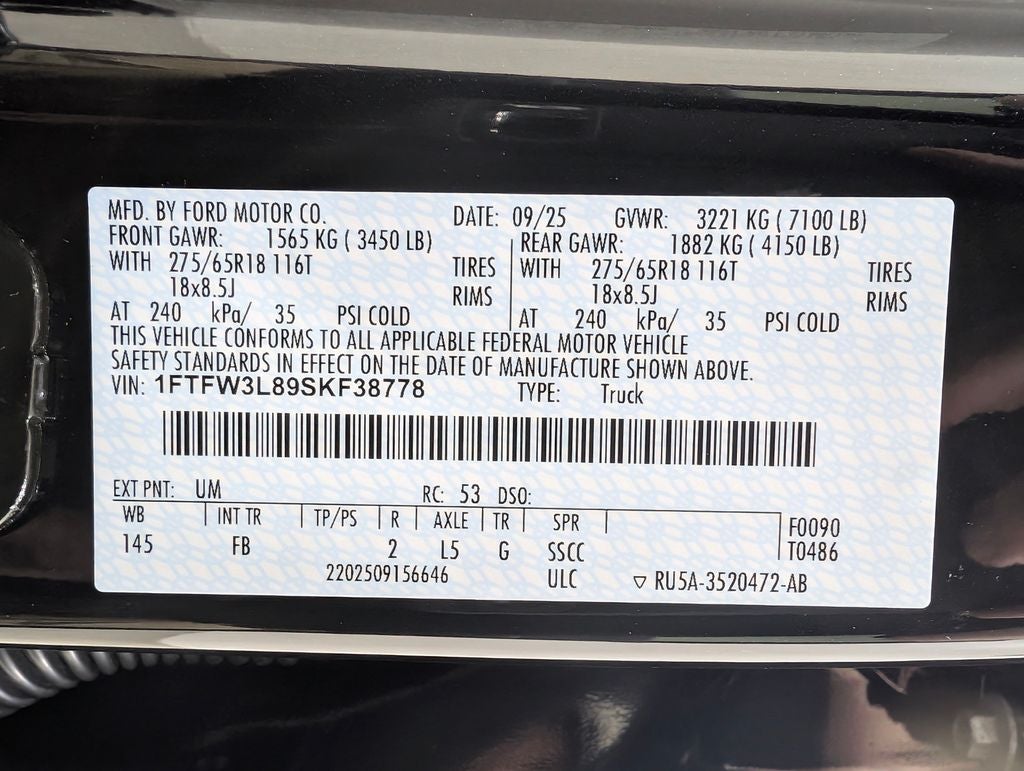 MFD. BY FORD MOTOR CO. DATE: 09/25 GVWR: 3221 KG ( 7100 LB)
FRONT GAWR: 1565 KG ( 3450 LB) REAR GAWR: 1882 KG ( 4150 LB)
WITH 275/65R18 116T TIRES WITH 275/65R18 116T TIRES
18x8.5J RIMS 18x8.5J RIMS
AT 240 kPa/ 35 PSI COLD AT 240 kPa/ 35 PSI COLD
THIS VEHICLE CONFORMS TO ALL APPLICABLE FEDERAL MOTOR VEHICLE
SAFETY STANDARDS IN EFFECT ON THE DATE OF MANUFACTURE SHOWN ABOVE.
VIN: 1FTFW3L89SKF38778 TYPE: Truck
EXT PNT: UM RC: 53 DSO:
WB INT TR TP/PS R AXLE TR SPR F0090
145 FB 2 L5 G SSCC T0486
2202509156646 ULC ▽ RU5A-3520472-AB